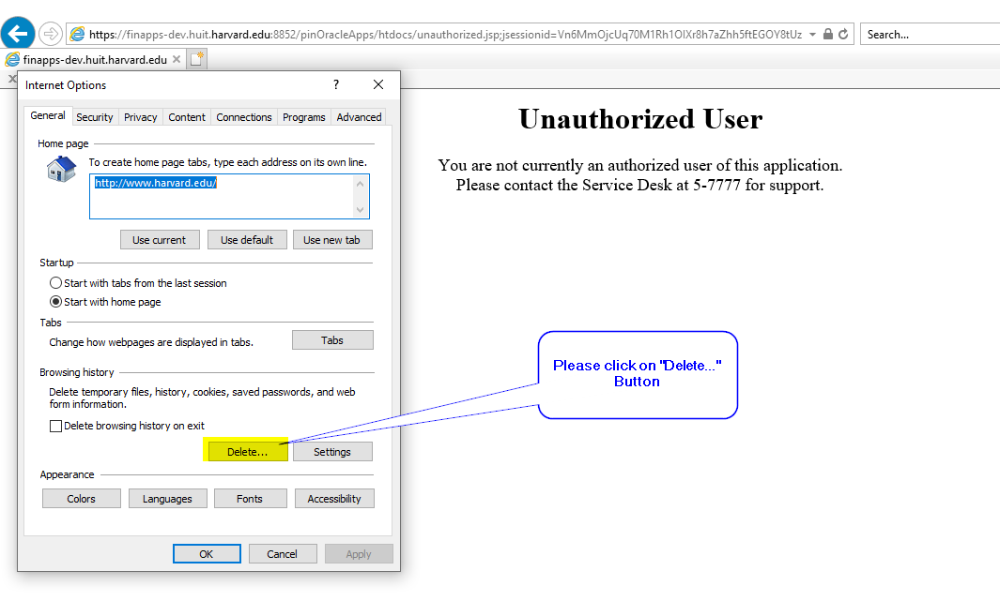 https://finapps-dev.huit.harvard.edu:8852/pinOracleApps/htdocs/unauthorized.jsp;jsessionid=Vn6MmOjcUq70M1Rh1OlXr8h7aZhh5ftEGOY8tUz
Search...
finapps-dev.huit.harvard.edu
Internet Options
?
General Security Privacy Content Connections Programs Advanced
Home page
To create home page tabs, type each address on its own line.
http://www.harvard.edu/
Use current Use default Use new tab
Startup
Start with tabs from the last session
Start with home page
Tabs
Change how webpages are displayed in tabs.
Tabs
Browsing history
Delete temporary files, history, cookies, saved passwords, and web
form information.
Delete browsing history on exit
Delete... Settings
Appearance
Colors Languages Fonts Accessibility
OK Cancel Apply
Unauthorized User
You are not currently an authorized user of this application.
Please contact the Service Desk at 5-7777 for support.
Please click on "Delete..."
Button